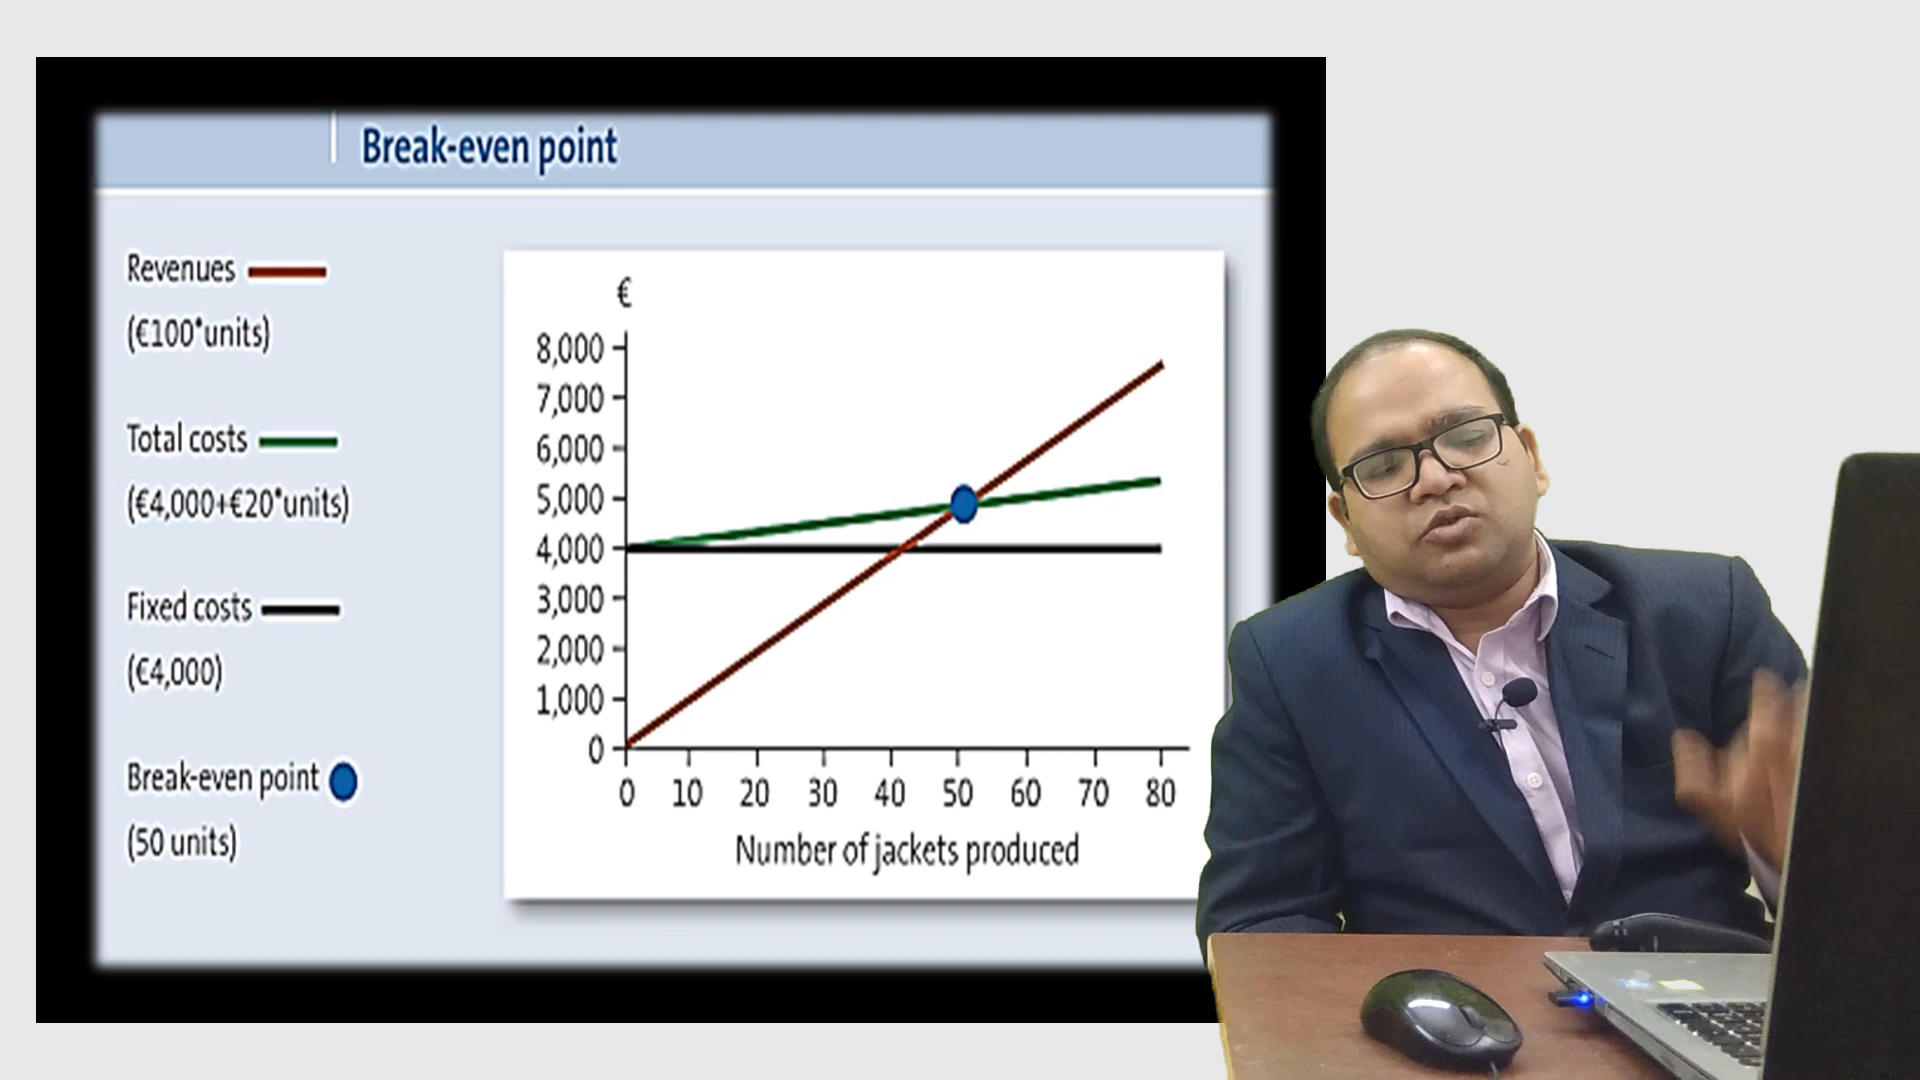 Break-even point
Revenues
(€100*units)
Total costs
(€4,000+€20*units)
Fixed costs
(€4,000)
Break-even point
(50 units)
€
8,000
7,000
6,000
5,000
4,000
3,000
2,000
1,000
0
0 10 20 30 40 50 60 70 80
Number of jackets produced